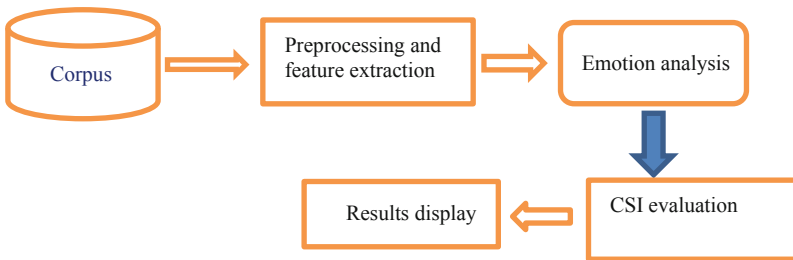 Corpus
Preprocessing and
feature extraction
Emotion analysis
CSI evaluation
Results display